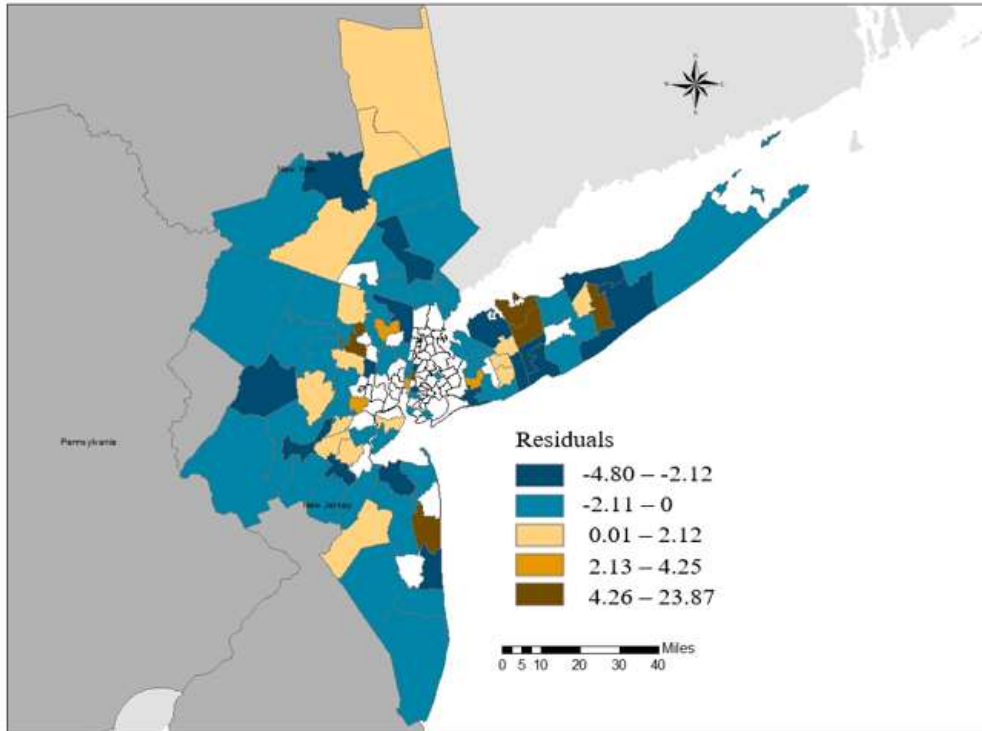 N
W E
S
New York
Pennsylvania
Residuals
-4.80 – -2.12
-2.11 – 0
New Jersey
0.01 – 2.12
2.13 – 4.25
4.26 – 23.87
Miles
0 5 10 20 30 40